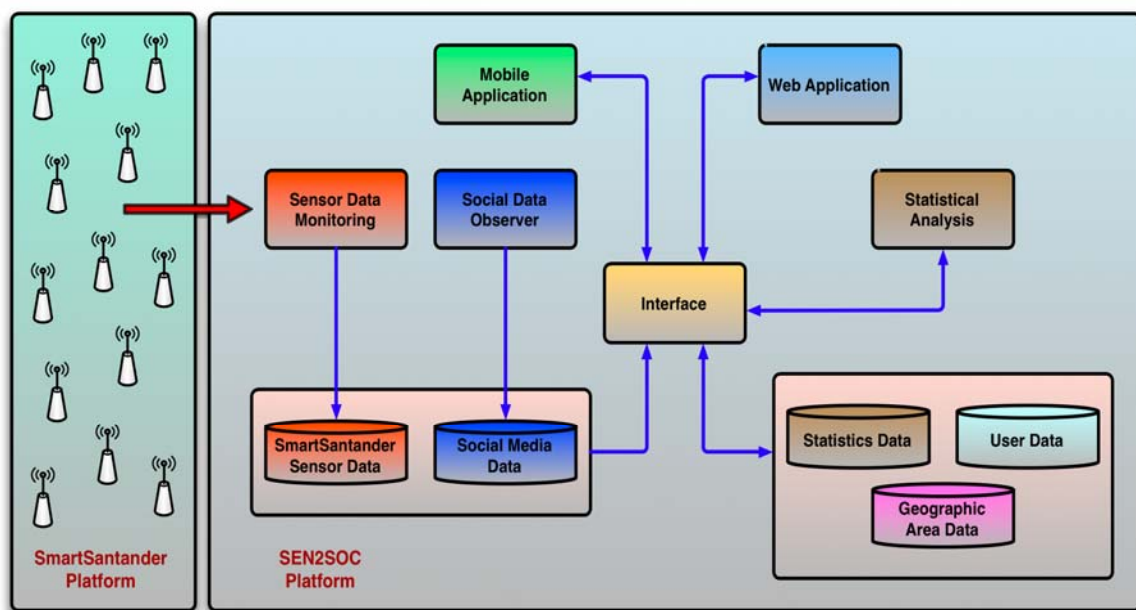 Mobile
Application
Web Application
Sensor Data
Monitoring
Social Data
Observer
Statistical
Analysis
Interface
SmartSantander
Sensor Data
Social Media
Data
Statistics Data
User Data
Geographic
Area Data
SmartSantander
Platform
SEN2SOC
Platform